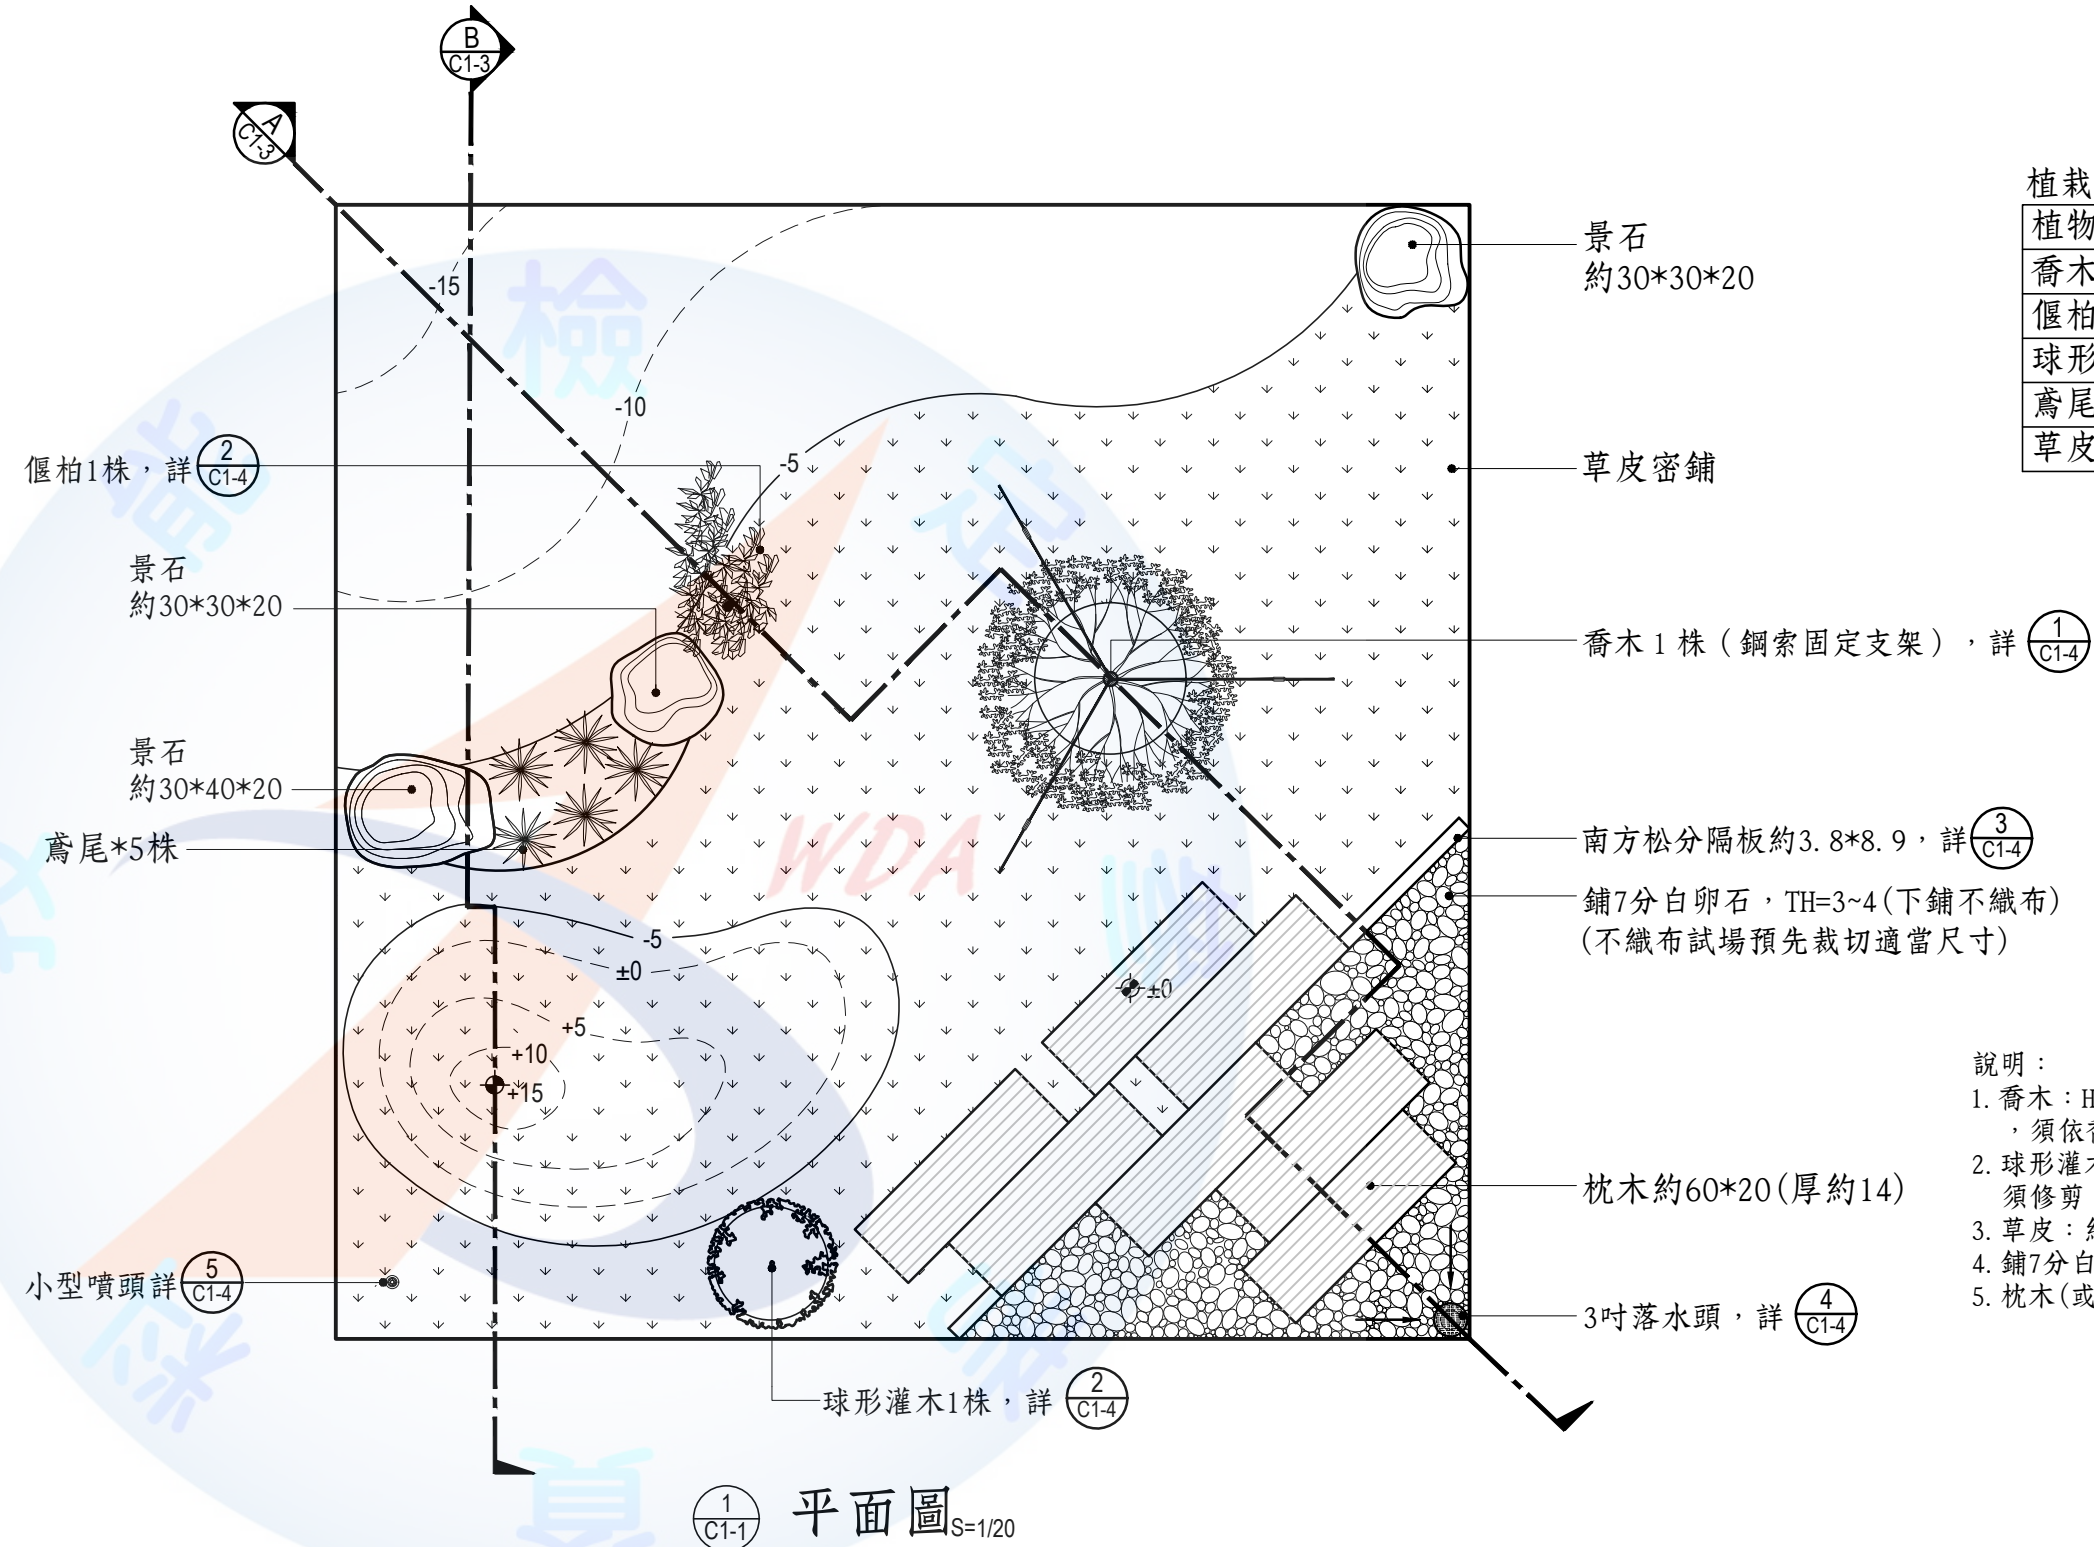 B
C1-3
A
C1-3
-15
-10
-5
景石
約30*30*20
草皮密鋪
偃柏1株，詳 2
C1-4
景石
約30*30*20
喬木 1 株（鋼索固定支架），詳 1
C1-4
景石
約30*40*20
鳶尾*5株
南方松分隔板約3.8*8.9，詳 3
C1-4
鋪7分白卵石，TH=3~4(下鋪不織布)
(不織布試場預先裁切適當尺寸)
-5
±0
+5
+10
+15
±0
枕木約60*20(厚約14)
小型噴頭詳 5
C1-4
3吋落水頭，詳 4
C1-4
球形灌木1株，詳 2
C1-4
1
C1-1
平面圖 S=1/20
植栽
植物
喬木
偃柏
球形
鳶尾
草皮
說明：
1. 喬木：H
，須依
2. 球形灌
須修剪
3. 草皮：
4. 鋪7分白
5. 枕木(或
WDA
技
能
檢
定